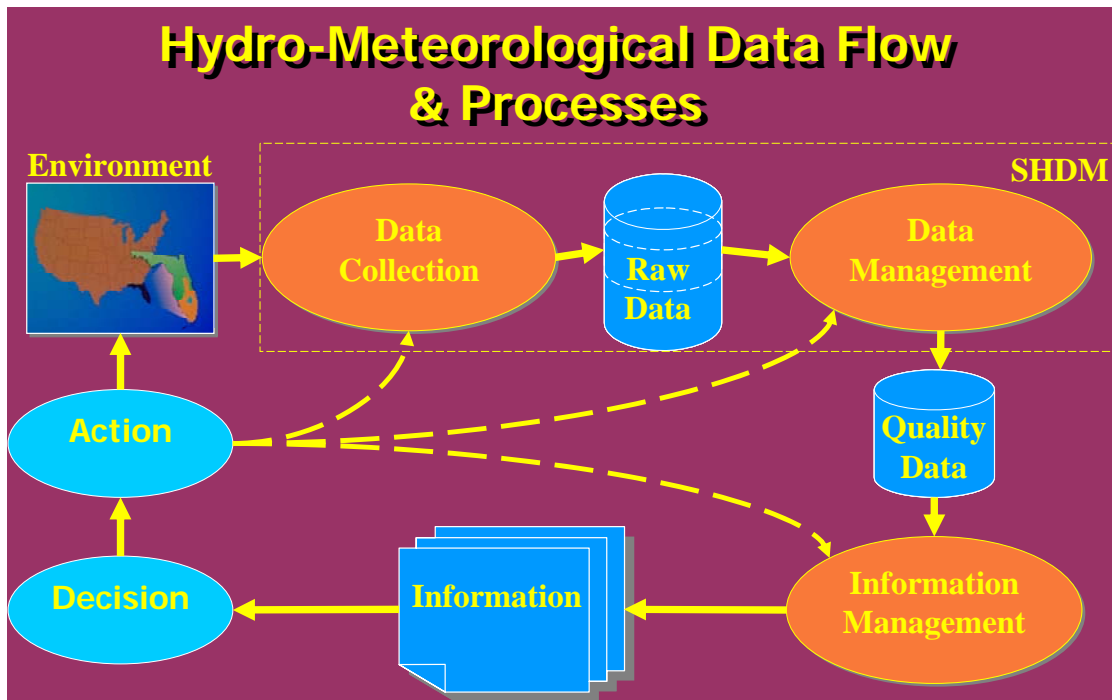 Hydro-Meteorological Data Flow
& Processes
Environment
SHDM
Data
Collection
Raw
Data
Data
Management
Action
Quality
Data
Decision
Information
Information
Management